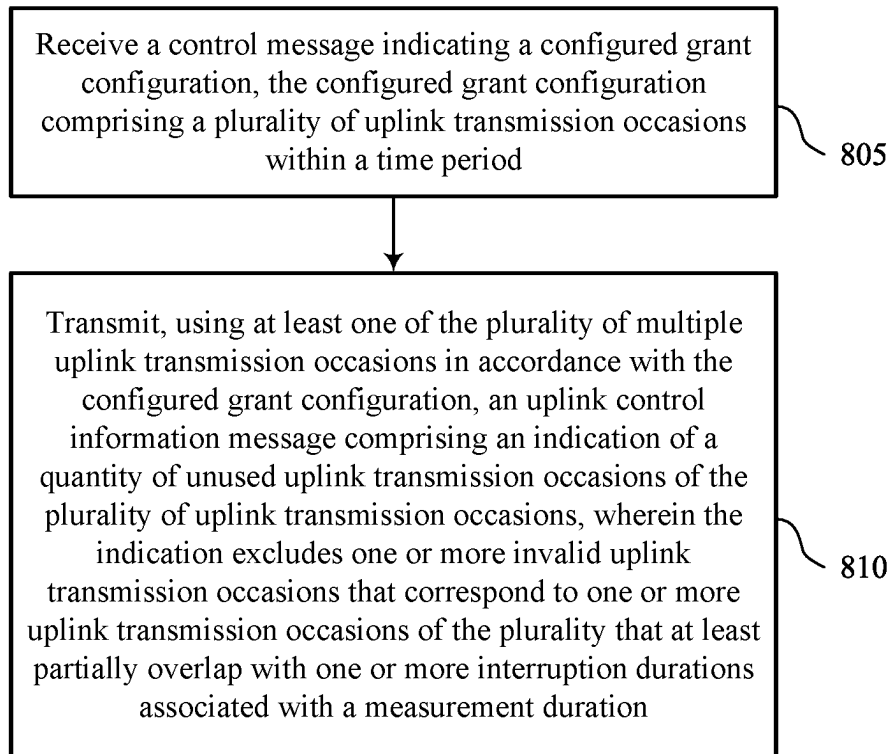 Receive a control message indicating a configured grant
configuration, the configured grant configuration
comprising a plurality of uplink transmission occasions
within a time period
805
Transmit, using at least one of the plurality of multiple
uplink transmission occasions in accordance with the
configured grant configuration, an uplink control
information message comprising an indication of a
quantity of unused uplink transmission occasions of the
plurality of uplink transmission occasions, wherein the
indication excludes one or more invalid uplink
transmission occasions that correspond to one or more
uplink transmission occasions of the plurality that at least
partially overlap with one or more interruption durations
associated with a measurement duration
810